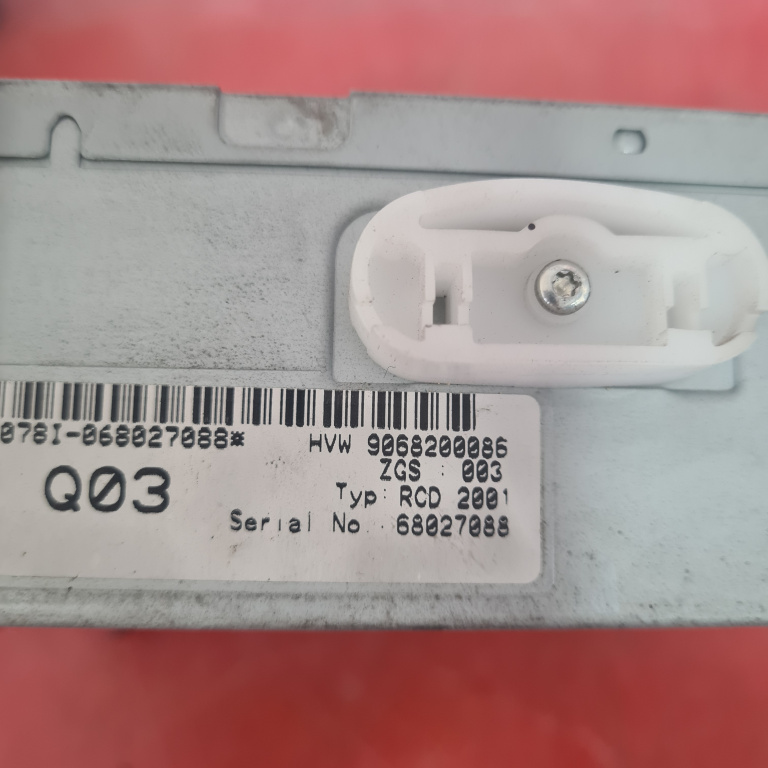 078I-068027088*
HVW 9068200086
ZGS : 003
Q03
Typ: RCD 2001
Serial No.: 68027088